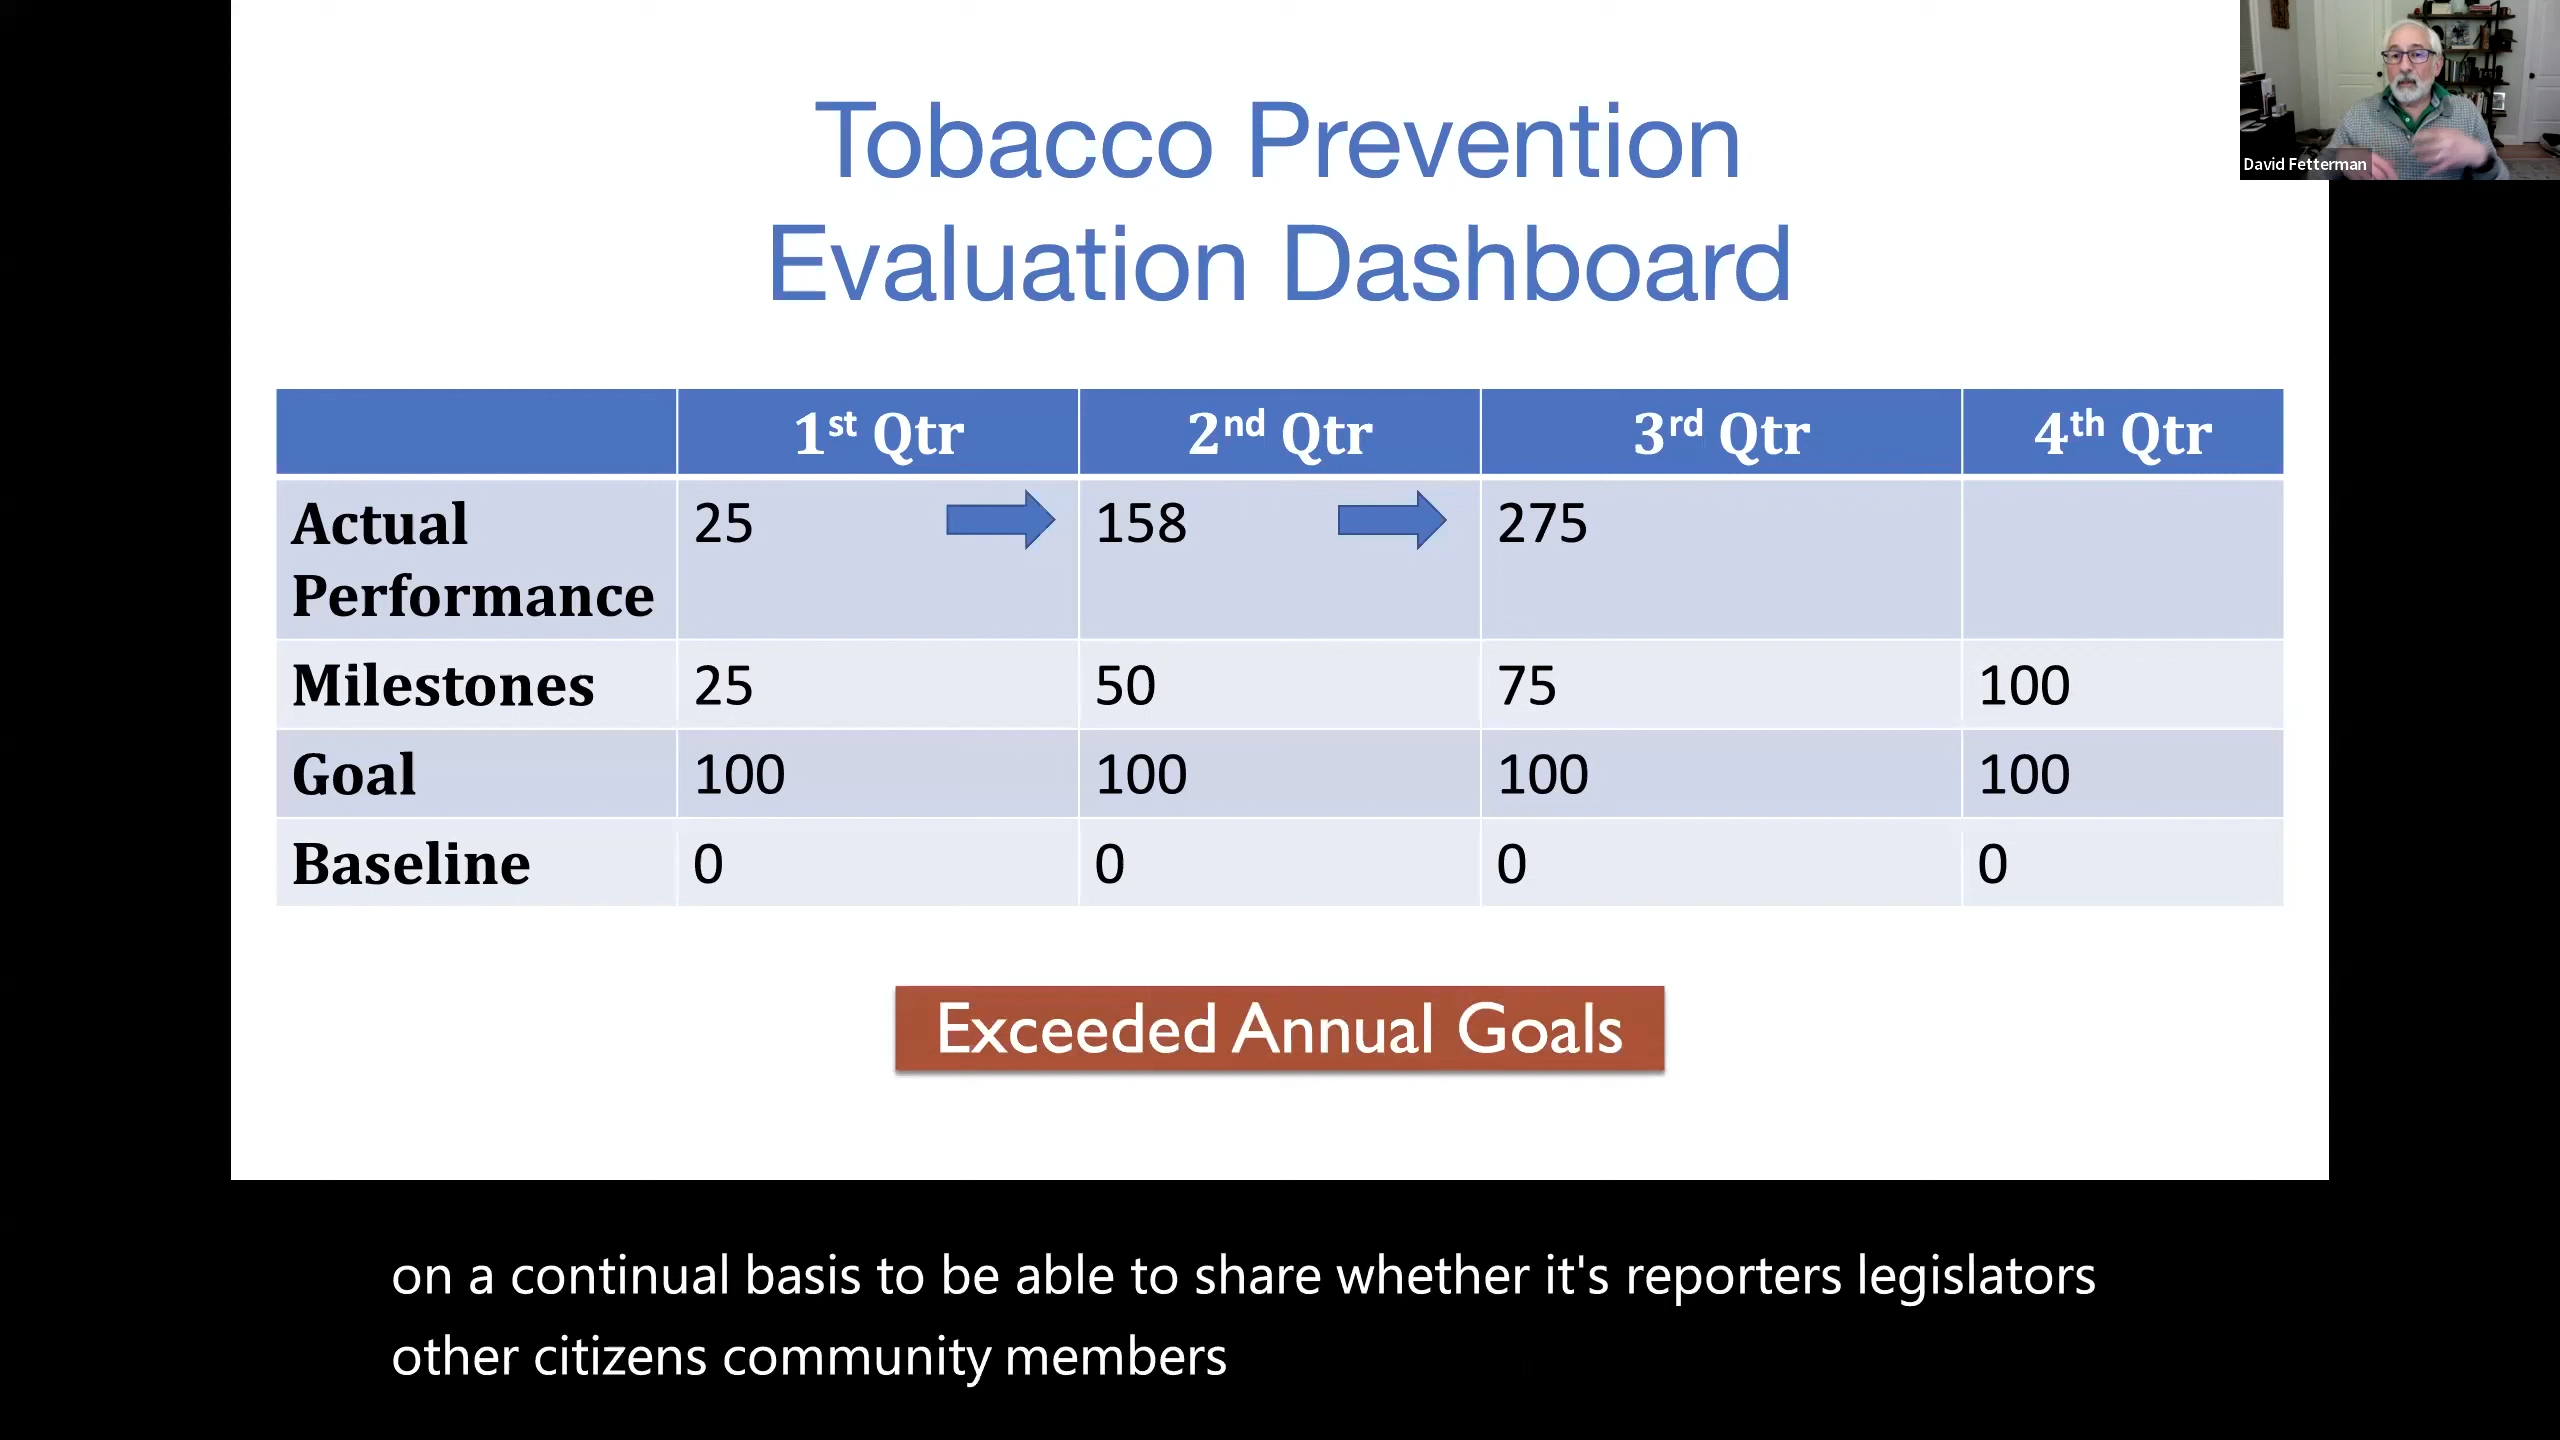 Tobacco Prevention
Evaluation Dashboard
David Fetterman
1st Qtr 2nd Qtr 3rd Qtr 4th Qtr
Actual Performance 25 158 275
Milestones 25 50 75 100
Goal 100 100 100 100
Baseline 0 0 0 0
Exceeded Annual Goals
on a continual basis to be able to share whether it's reporters legislators
other citizens community members